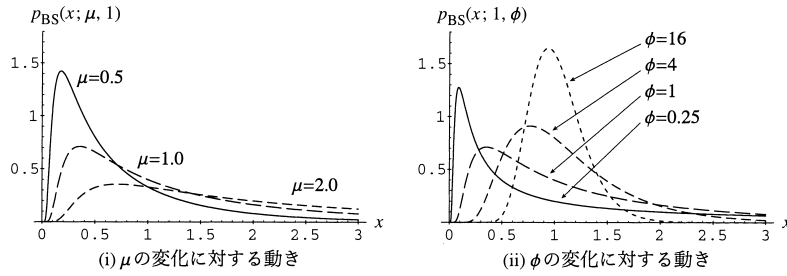 p_BS(x; μ, 1)
1.5
1
0.5
0 0.5 1 1.5 2 2.5 3 x
μ=0.5
μ=1.0
μ=2.0
(i) μの変化に対する動き
p_BS(x; 1, ϕ)
1.5
1
0.5
0 0.5 1 1.5 2 2.5 3 x
ϕ=16
ϕ=4
ϕ=1
ϕ=0.25
(ii) ϕの変化に対する動き